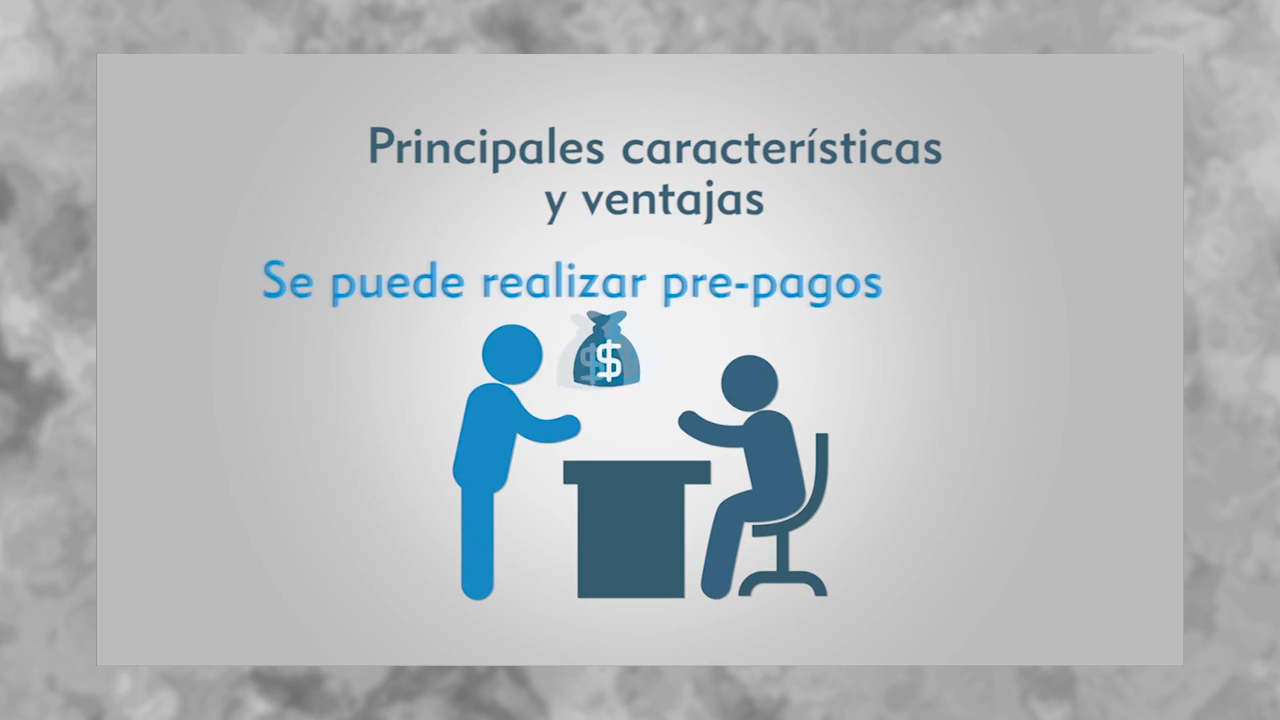 Principales características
y ventajas
Se puede realizar pre-pagos
$